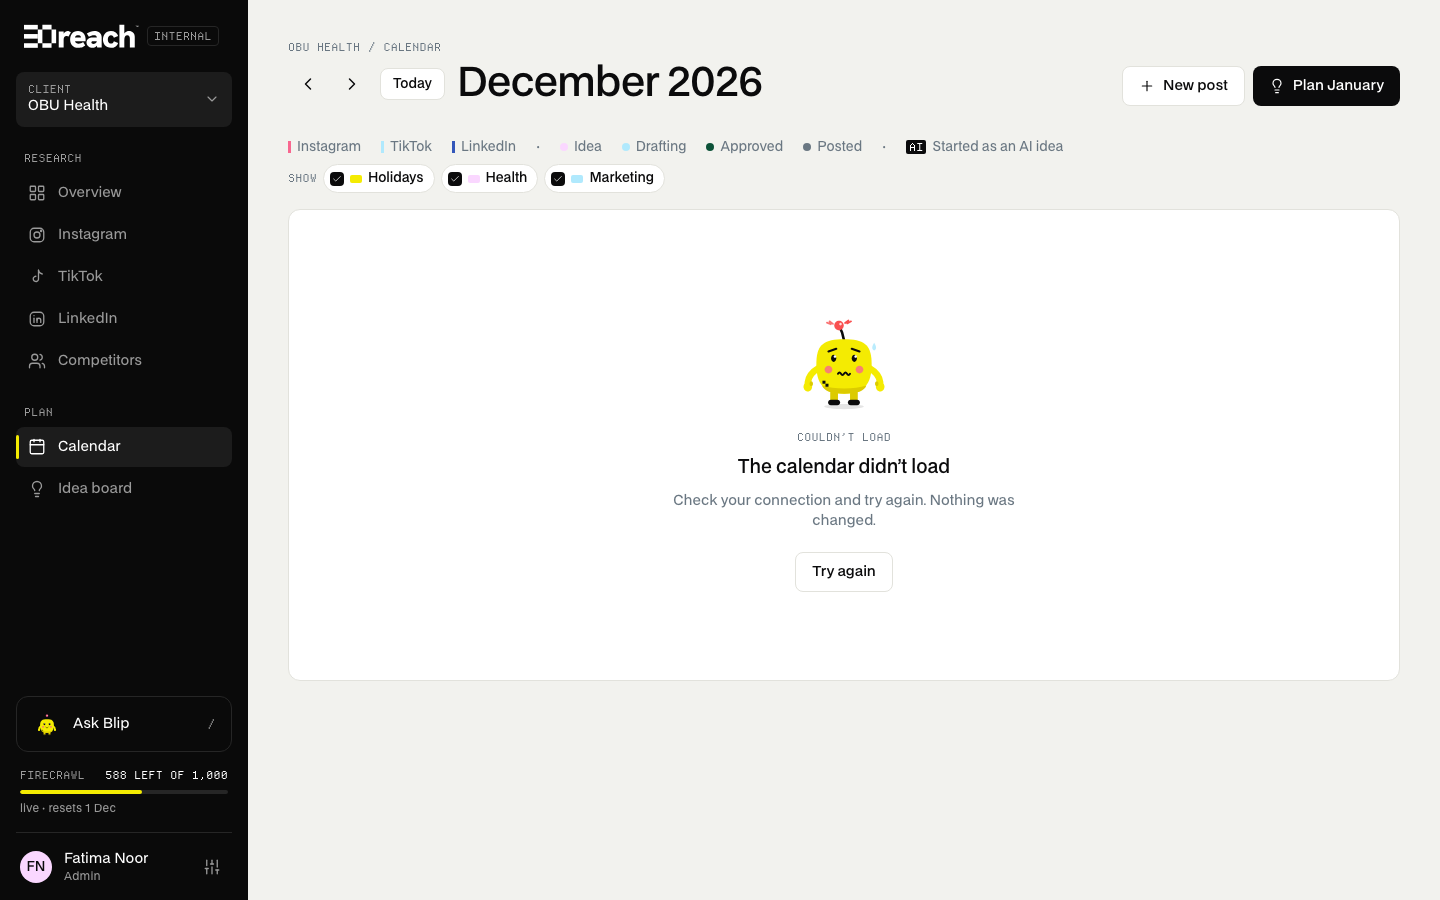 reach
INTERNAL
CLIENT
OBU Health
RESEARCH
Overview
Instagram
TikTok
LinkedIn
Competitors
PLAN
Calendar
Idea board
Ask Blip /
FIRECRAWL 588 LEFT OF 1,000
live · resets 1 Dec
FN
Fatima Noor
Admin
OBU HEALTH / CALENDAR
Today
December 2026
New post
Plan January
Instagram TikTok LinkedIn · Idea Drafting Approved Posted · AI Started as an AI idea
SHOW Holidays Health Marketing
COULDN’T LOAD
The calendar didn’t load
Check your connection and try again. Nothing was
changed.
Try again